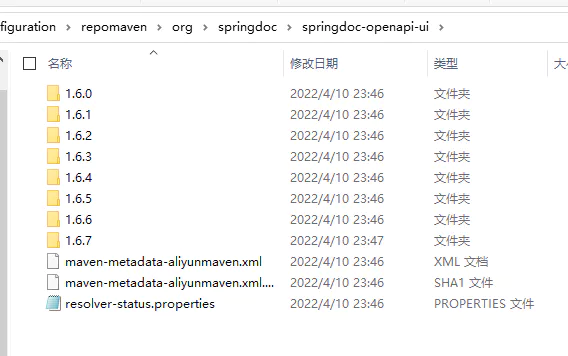 figuration > repomaven > org > springdoc > springdoc-openapi-ui >
名称 修改日期 类型 大
1.6.0 2022/4/10 23:46 文件夹
1.6.1 2022/4/10 23:46 文件夹
1.6.2 2022/4/10 23:46 文件夹
1.6.3 2022/4/10 23:46 文件夹
1.6.4 2022/4/10 23:46 文件夹
1.6.5 2022/4/10 23:46 文件夹
1.6.6 2022/4/10 23:46 文件夹
1.6.7 2022/4/10 23:47 文件夹
maven-metadata-aliyunmaven.xml 2022/4/10 23:46 XML 文档
maven-metadata-aliyunmaven.xml.... 2022/4/10 23:46 SHA1 文件
resolver-status.properties 2022/4/10 23:46 PROPERTIES 文件